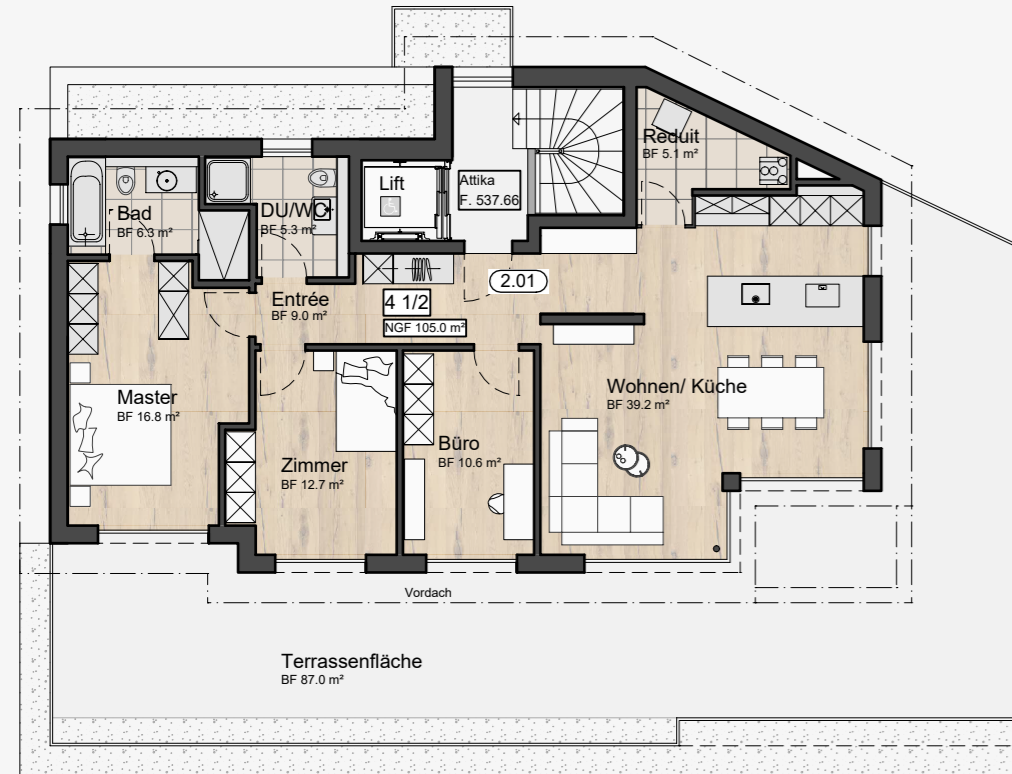 Reduit
BF 5.1 m²
Lift
Attika
F. 537.66
Bad
BF 6.3 m²
DU/WC
BF 5.3 m²
2.01
Entrée
BF 9.0 m²
4 1/2
NGF 105.0 m²
Master
BF 16.8 m²
Wohnen/ Küche
BF 39.2 m²
Büro
BF 10.6 m²
Zimmer
BF 12.7 m²
Vordach
Terrassenfläche
BF 87.0 m²